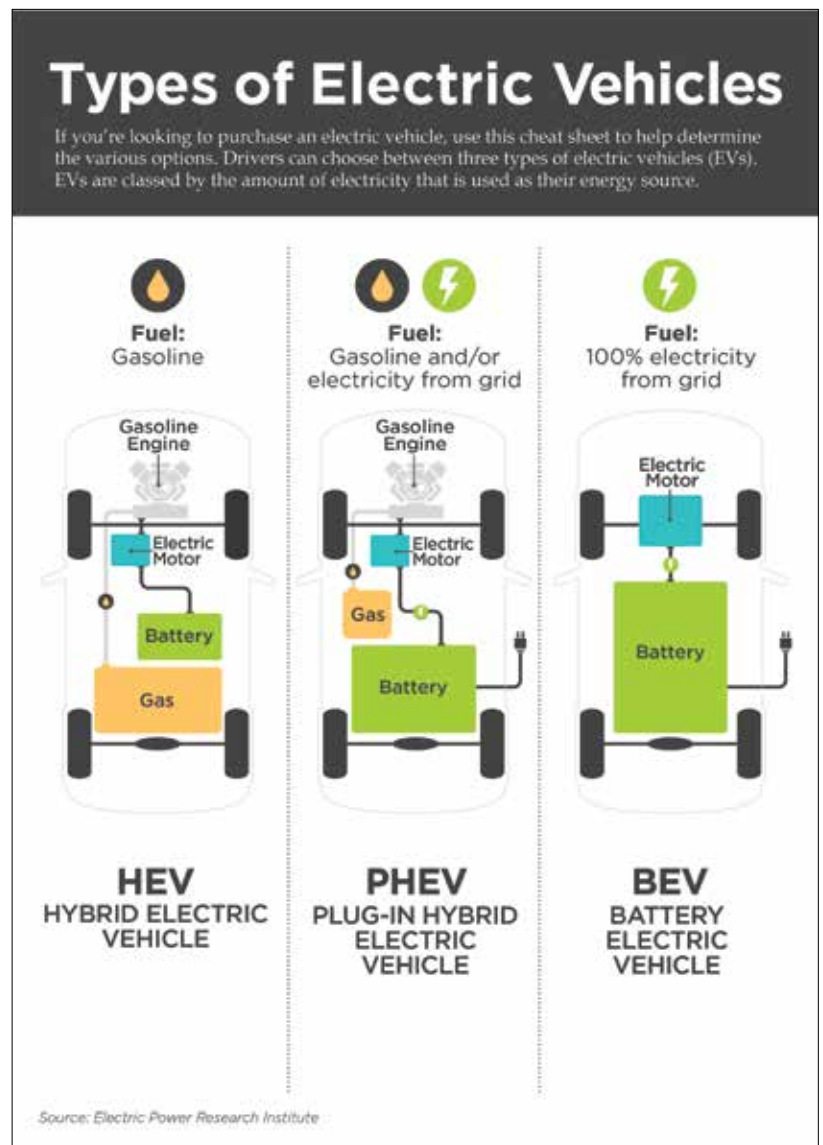 Types of Electric Vehicles
If you're looking to purchase an electric vehicle, use this cheat sheet to help determine
the various options. Drivers can choose between three types of electric vehicles (EVs).
EVs are classed by the amount of electricity that is used as their energy source.
Fuel:
Gasoline
Gasoline
Engine
Electric
Motor
Battery
Gas
HEV
HYBRID ELECTRIC
VEHICLE
Fuel:
Gasoline and/or
electricity from grid
Gasoline
Engine
Electric
Motor
Gas
Battery
PHEV
PLUG-IN HYBRID
ELECTRIC
VEHICLE
Fuel:
100% electricity
from grid
Electric
Motor
Battery
BEV
BATTERY
ELECTRIC
VEHICLE
Source: Electric Power Research Institute